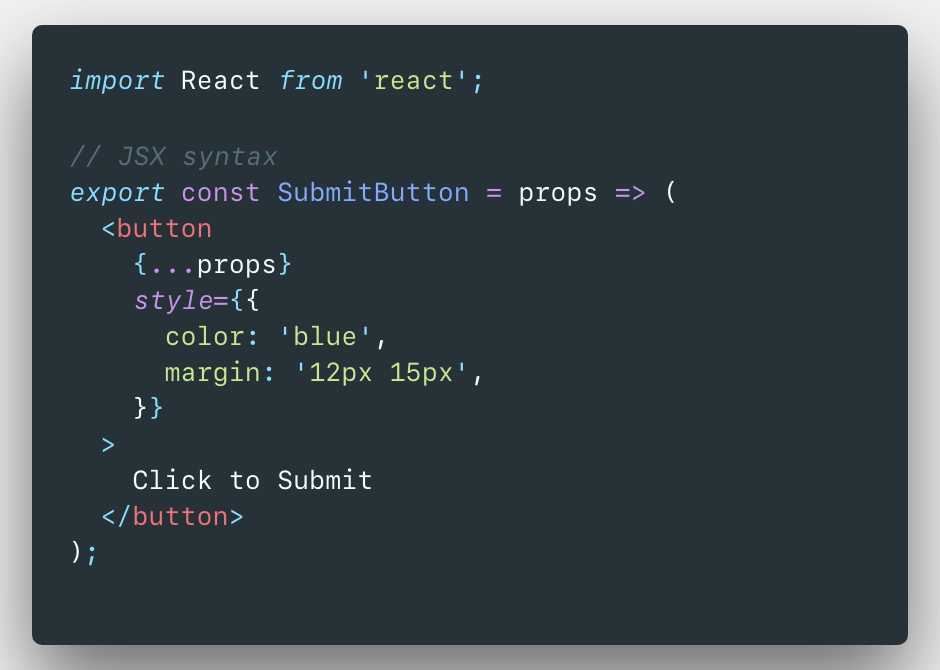 import React from 'react';

// JSX syntax
export const SubmitButton = props => (
  <button
    {...props}
    style={{
      color: 'blue',
      margin: '12px 15px',
    }}
  >
    Click to Submit
  </button>
);